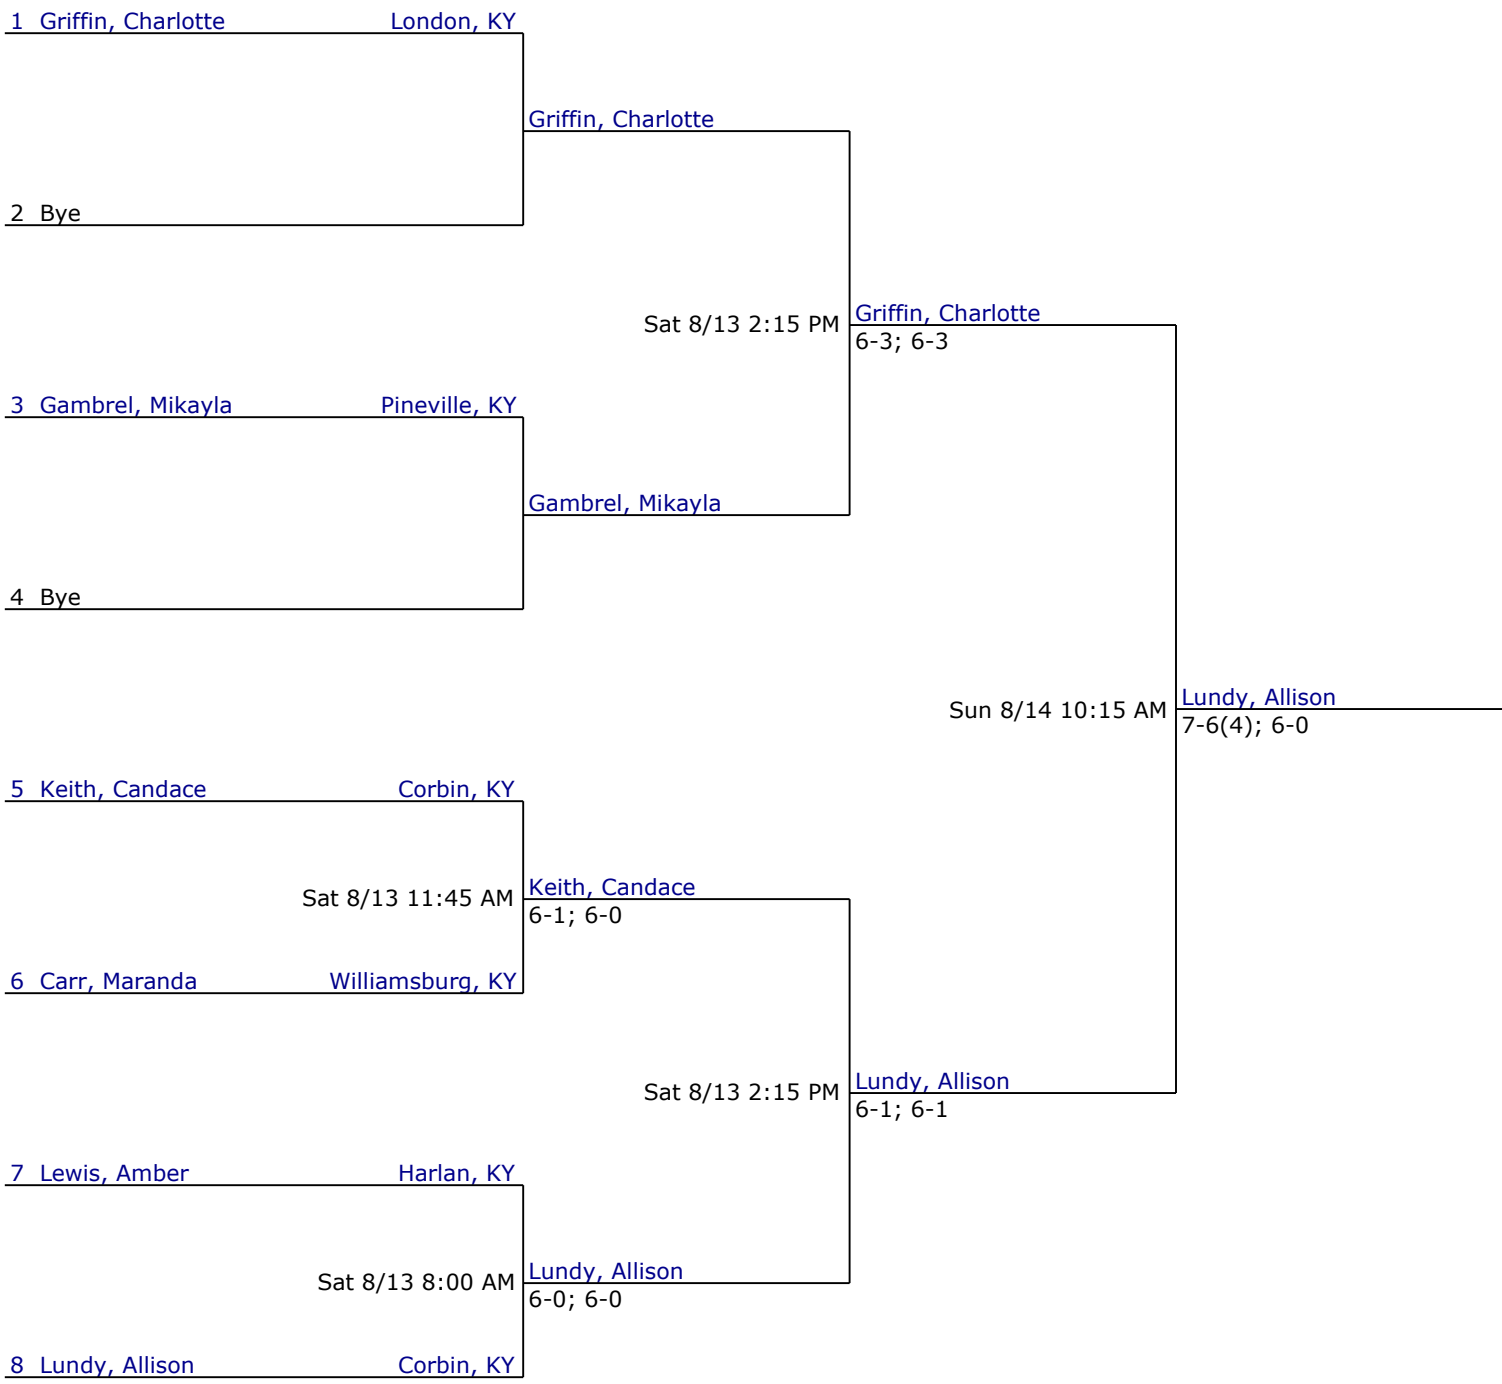 1 Griffin, Charlotte London, KY
Griffin, Charlotte
2 Bye
Sat 8/13 2:15 PM
Griffin, Charlotte
6-3; 6-3
3 Gambrel, Mikayla Pineville, KY
Gambrel, Mikayla
4 Bye
Sun 8/14 10:15 AM
Lundy, Allison
7-6(4); 6-0
5 Keith, Candace Corbin, KY
Sat 8/13 11:45 AM
Keith, Candace
6-1; 6-0
6 Carr, Maranda Williamsburg, KY
Sat 8/13 2:15 PM
Lundy, Allison
6-1; 6-1
7 Lewis, Amber Harlan, KY
Sat 8/13 8:00 AM
Lundy, Allison
6-0; 6-0
8 Lundy, Allison Corbin, KY